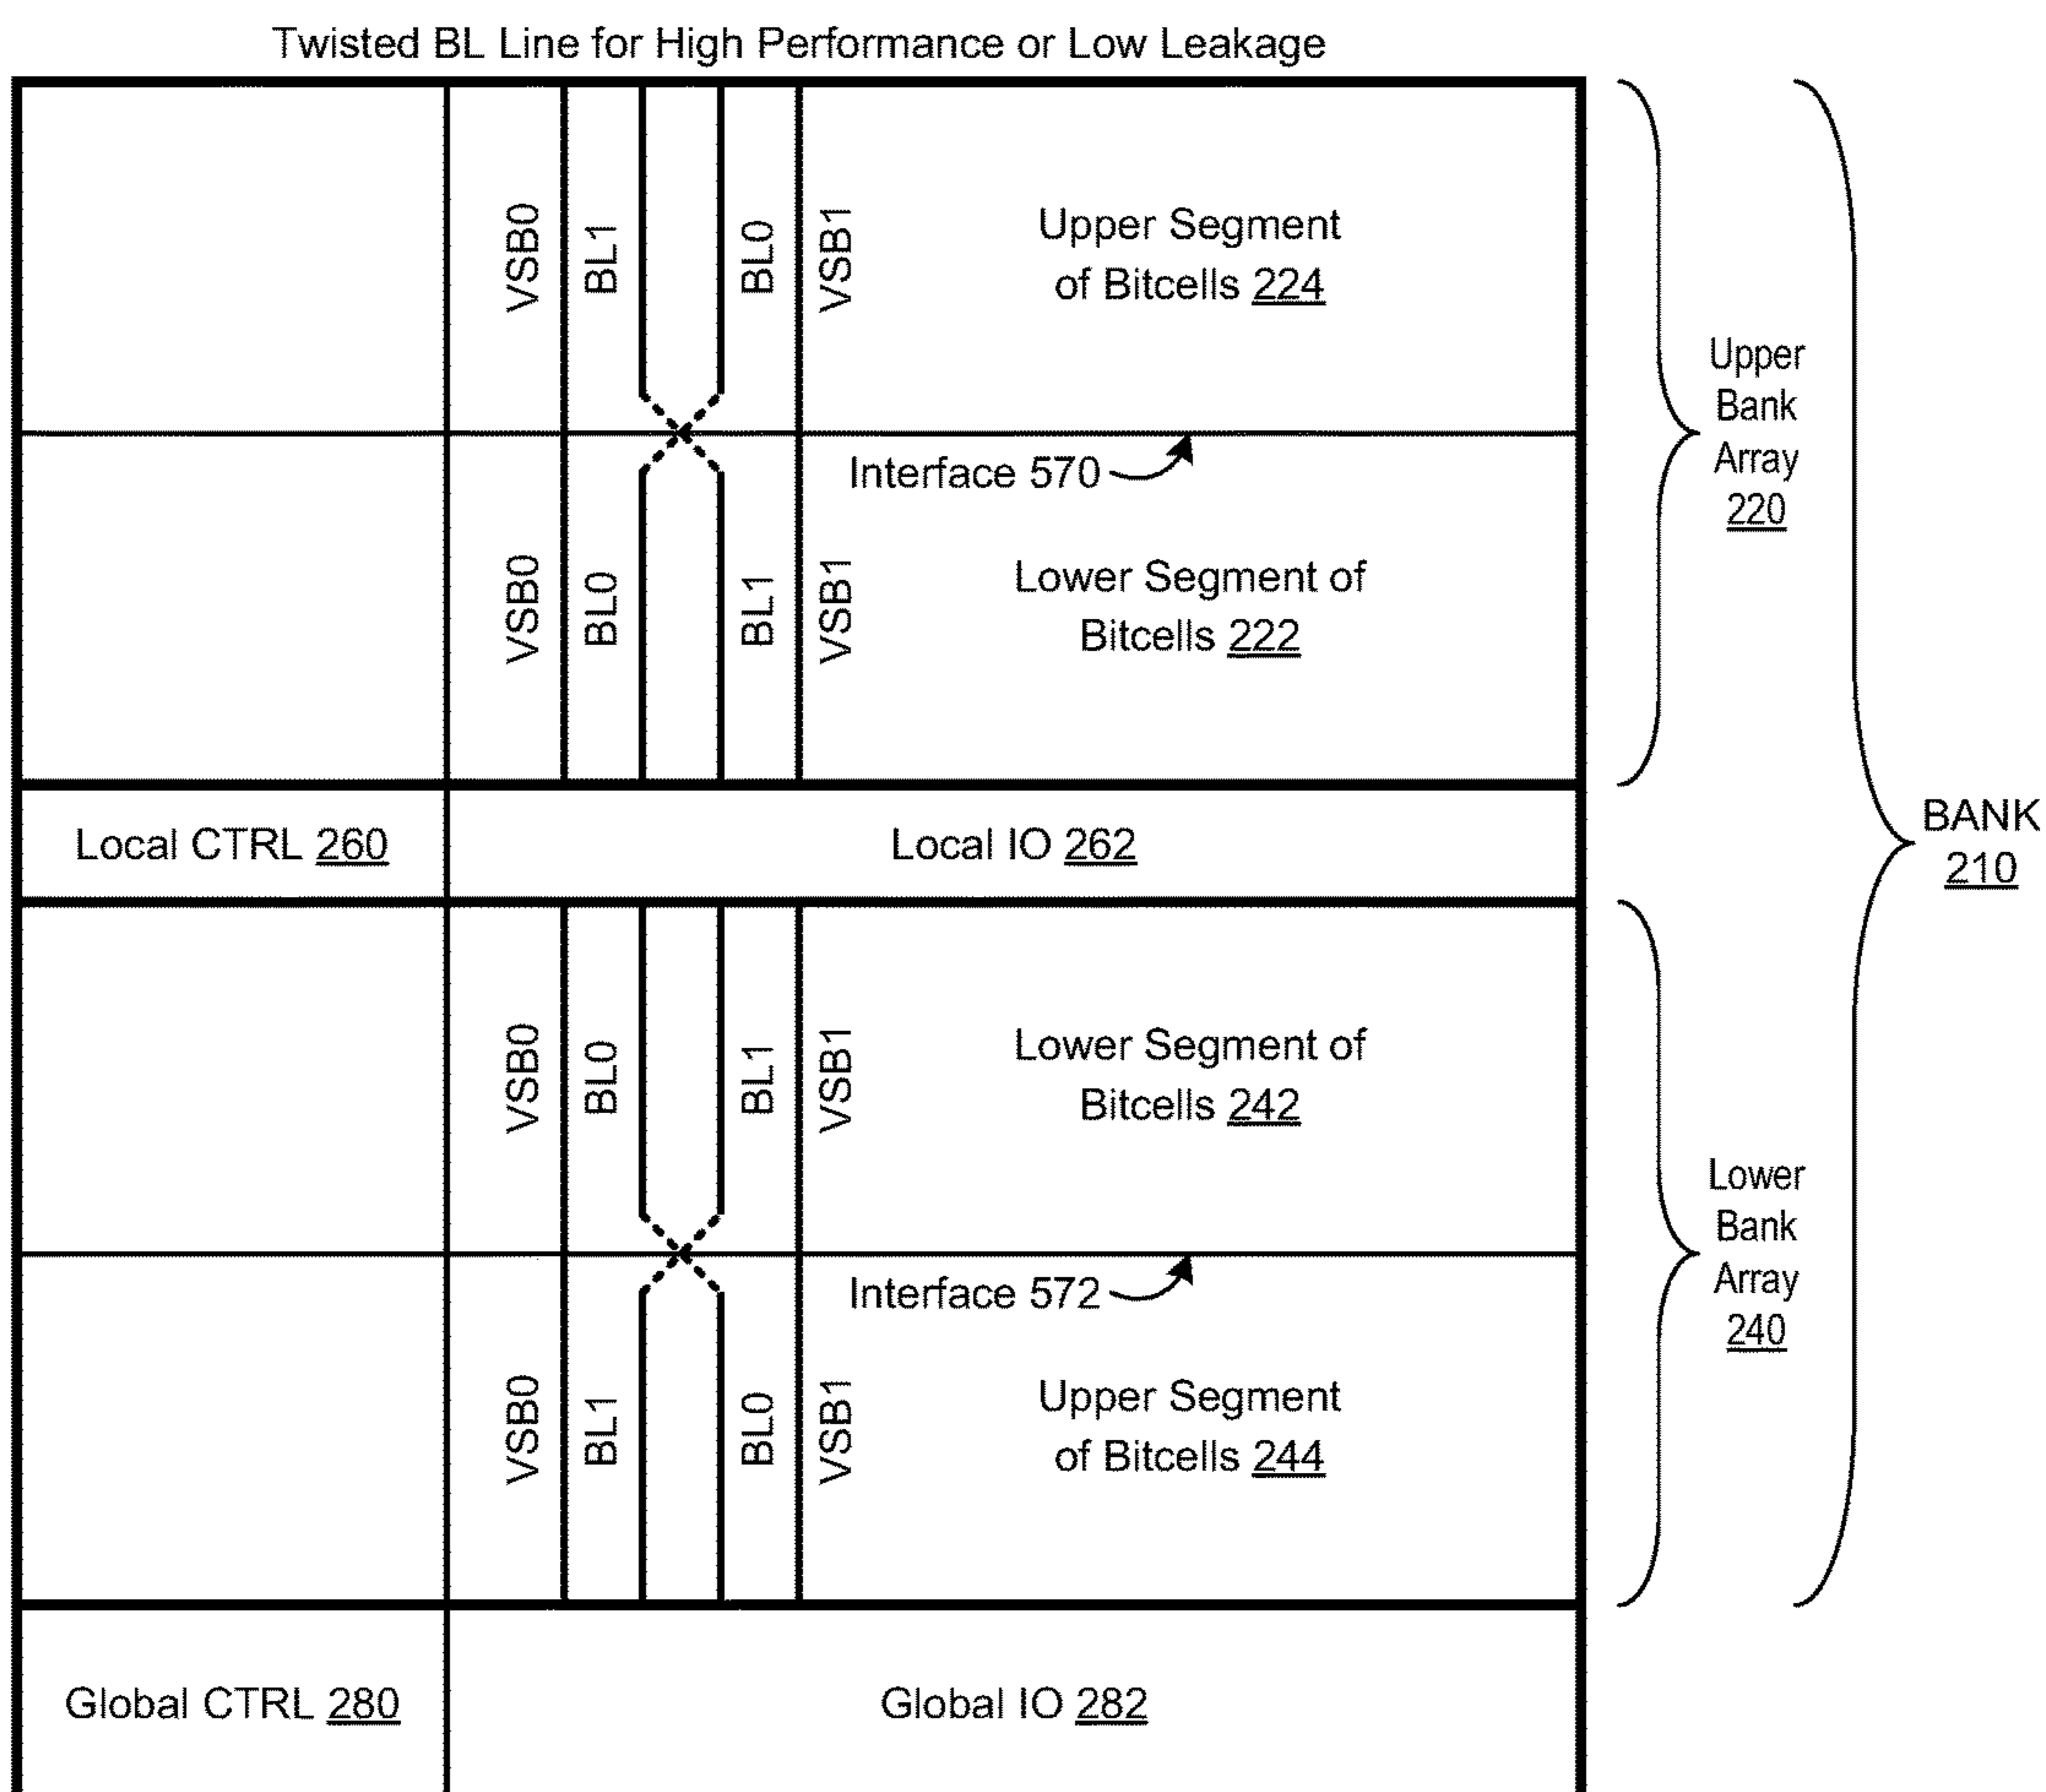 Twisted BL Line for High Performance or Low Leakage
VSB0
BL1
BL0
VSB1
Upper Segment
of Bitcells 224
Interface 570
VSB0
BL0
BL1
VSB1
Lower Segment of
Bitcells 222
Upper
Bank
Array
220
Local CTRL 260
Local IO 262
BANK
210
VSB0
BL0
BL1
VSB1
Lower Segment of
Bitcells 242
Interface 572
VSB0
BL1
BL0
VSB1
Upper Segment
of Bitcells 244
Lower
Bank
Array
240
Global CTRL 280
Global IO 282